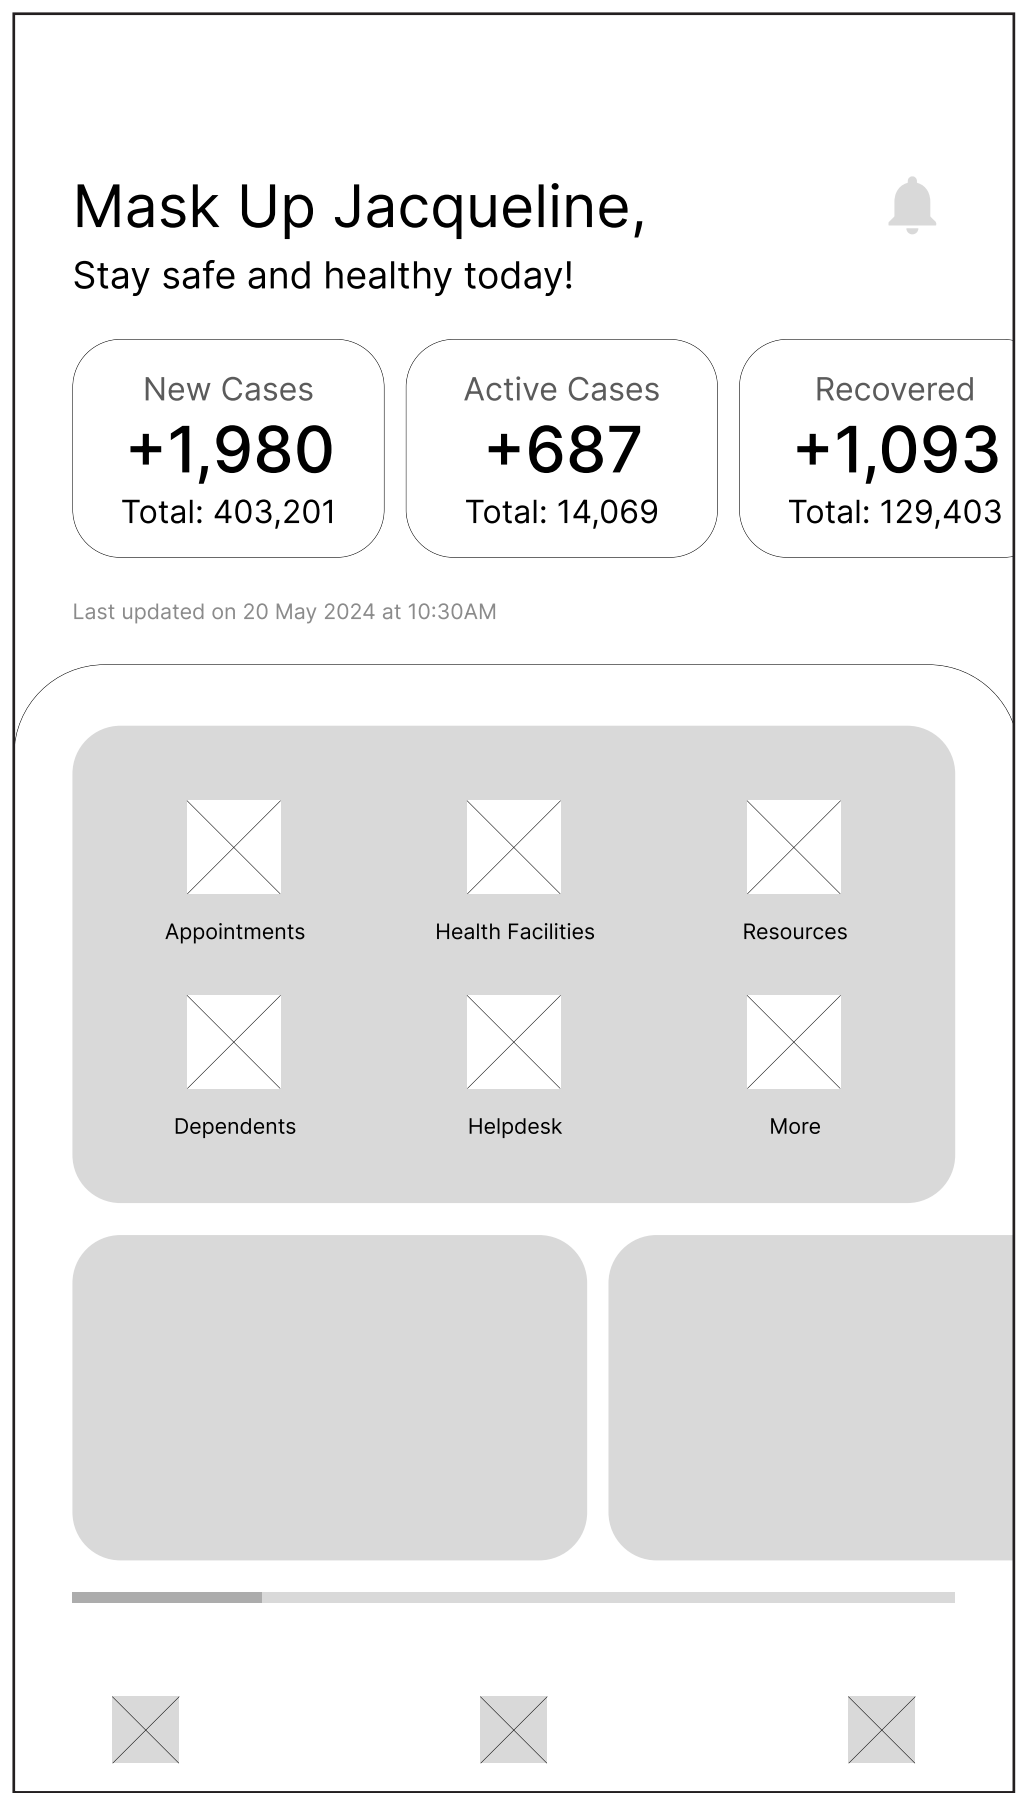 Mask Up Jacqueline,
Stay safe and healthy today!
New Cases
+1,980
Total: 403,201
Active Cases
+687
Total: 14,069
Recovered
+1,093
Total: 129,403
Last updated on 20 May 2024 at 10:30AM
Appointments
Health Facilities
Resources
Dependents
Helpdesk
More